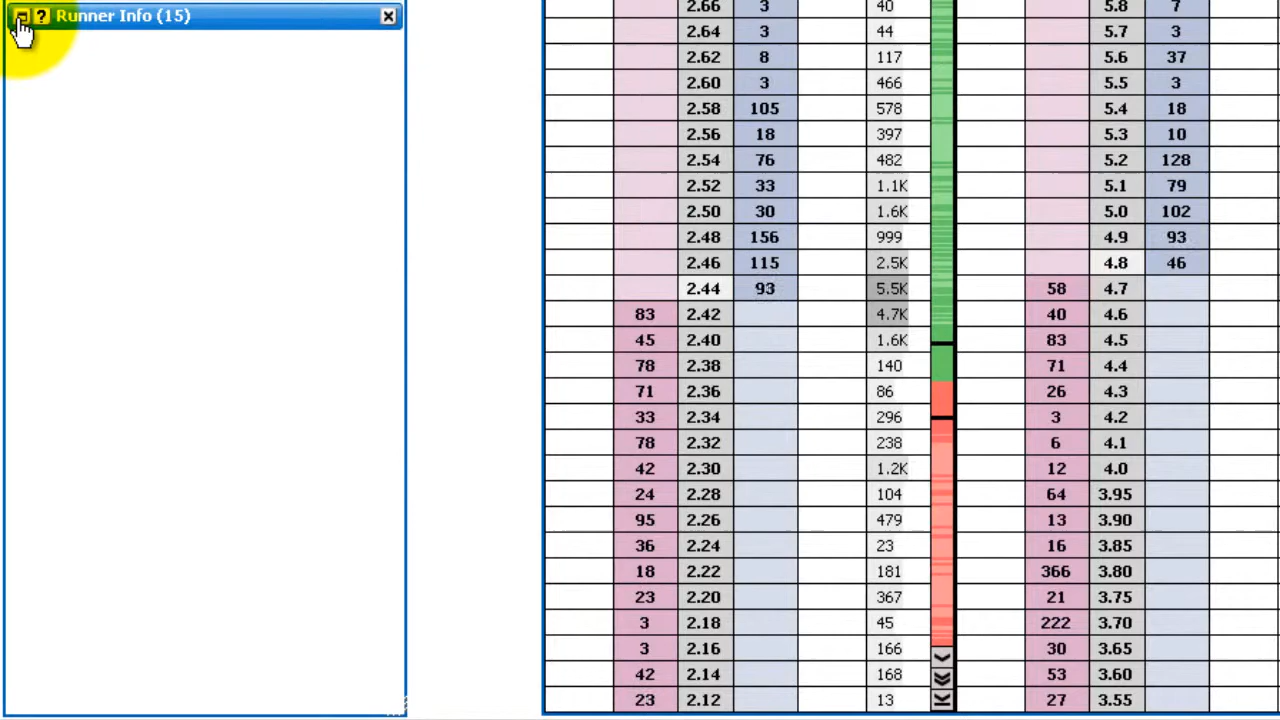 ? Runner Info (15)
2.66 3 40 5.8 7
2.64 3 44 5.7 3
2.62 8 117 5.6 37
2.60 3 466 5.5 3
2.58 105 578 5.4 18
2.56 18 397 5.3 10
2.54 76 482 5.2 128
2.52 33 1.1K 5.1 79
2.50 30 1.6K 5.0 102
2.48 156 999 4.9 93
2.46 115 2.5K 4.8 46
2.44 93 5.5K 58 4.7
83 2.42 4.7K 40 4.6
45 2.40 1.6K 83 4.5
78 2.38 140 71 4.4
71 2.36 86 26 4.3
33 2.34 296 3 4.2
78 2.32 238 6 4.1
42 2.30 1.2K 12 4.0
24 2.28 104 64 3.95
95 2.26 479 13 3.90
36 2.24 23 16 3.85
18 2.22 181 366 3.80
23 2.20 367 21 3.75
3 2.18 45 222 3.70
3 2.16 166 30 3.65
42 2.14 168 53 3.60
23 2.12 13 27 3.55